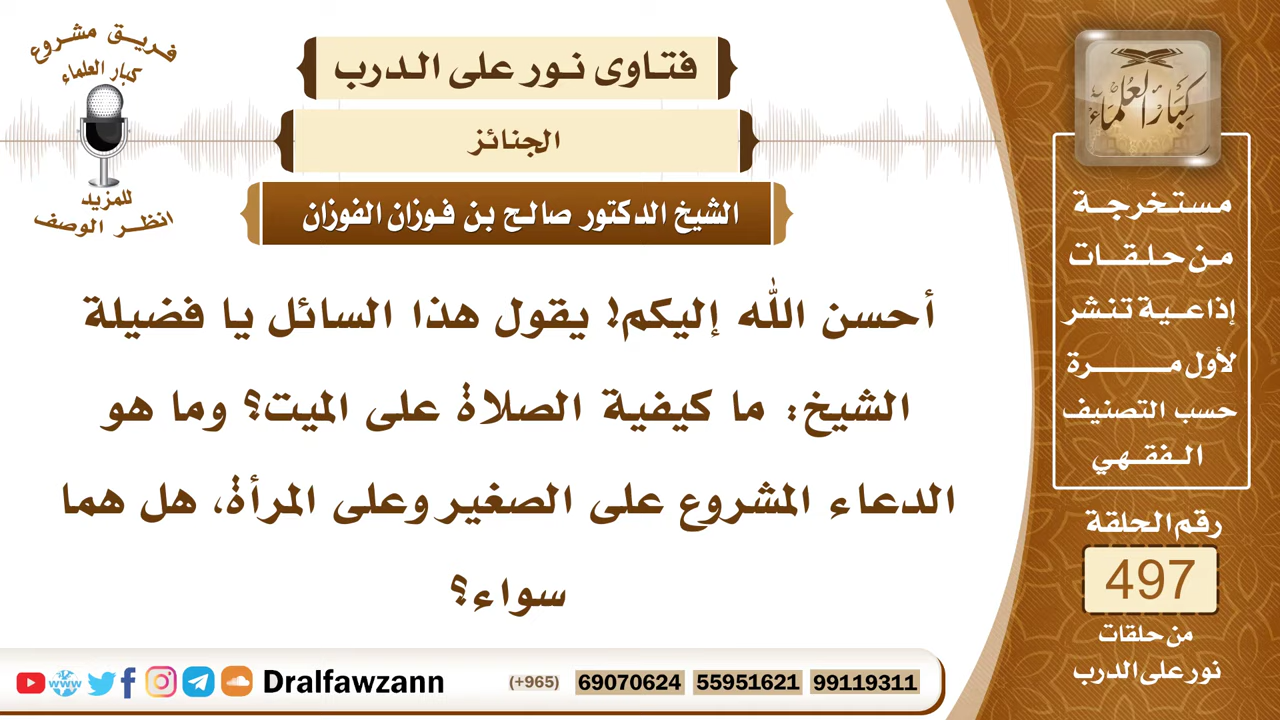 فريق مشروع
كبار العلماء
للمزيد
انظر الوصف
فتاوى نور على الدرب
الجنائز
الشيخ الدكتور صالح بن فوزان الفوزان
أحسن الله إليكم! يقول هذا السائل يا فضيلة
الشيخ: ما كيفية الصلاة على الميت؟ وما هو
الدعاء المشروع على الصغير وعلى المرأة، هل هما
سواء؟
كبار العلماء
مستخرجة
من حلقات
إذاعية تنشر
لأول مرة
حسب التصنيف
الفقهي
رقم الحلقة
497
من حلقات
نور على الدرب
www Dralfawzann (+965) 69070624 55951621 99119311